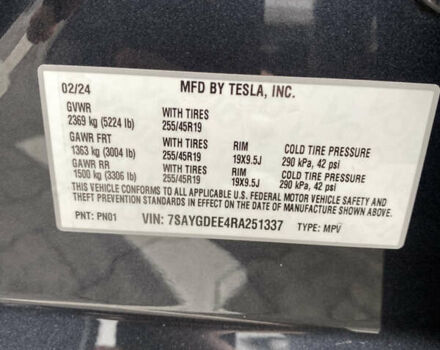 02/24 MFD BY TESLA, INC.
GVWR WITH TIRES
2369 kg (5224 lb) 255/45R19
GAWR FRT WITH TIRES RIM COLD TIRE PRESSURE
1363 kg (3004 lb) 255/45R19 19X9.5J 290 kPa, 42 psi
GAWR RR WITH TIRES RIM COLD TIRE PRESSURE
1500 kg (3306 lb) 255/45R19 19X9.5J 290 kPa, 42 psi
THIS VEHICLE CONFORMS TO ALL APPLICABLE U.S. FEDERAL MOTOR VEHICLE SAFETY AND
THEFT PREVENTION STANDARDS IN EFFECT ON THE DATE OF MANUFACTURE SHOWN ABOVE.
PNT: PN01 VIN: 7SAYGDEE4RA251337 TYPE: MPV